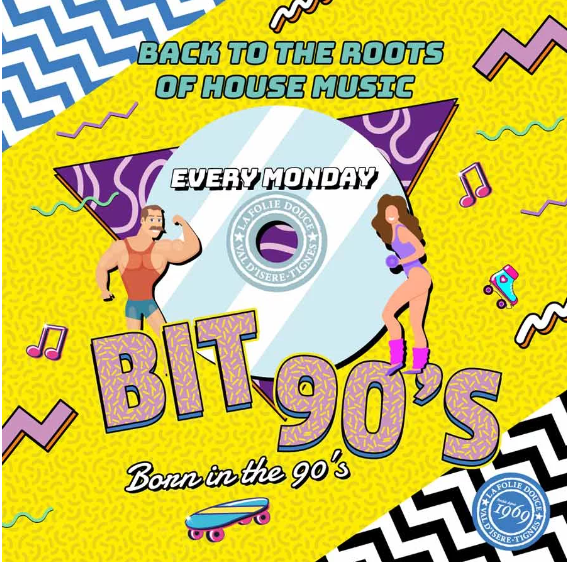 BACK TO THE ROOTS
OF HOUSE MUSIC
EVERY MONDAY
LA FOLIE DOUCE
VAL D'ISERE-TIGNES
BIT
90'S
Born in the 90's
LA FOLIE DOUCE
1969
VAL D'ISERE-TIGNES